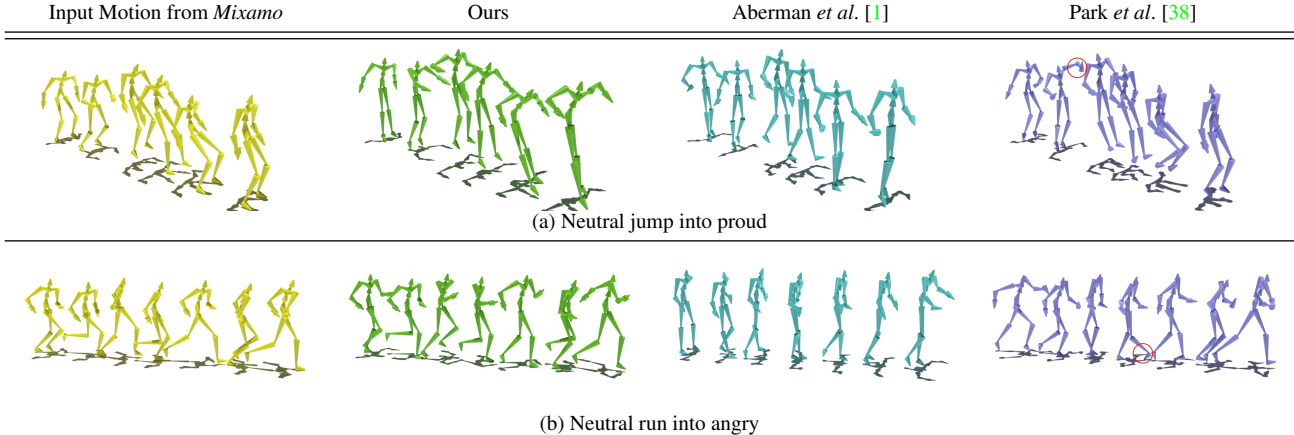 Input Motion from Mixamo Ours Aberman et al. [1] Park et al. [38]
(a) Neutral jump into proud
(b) Neutral run into angry